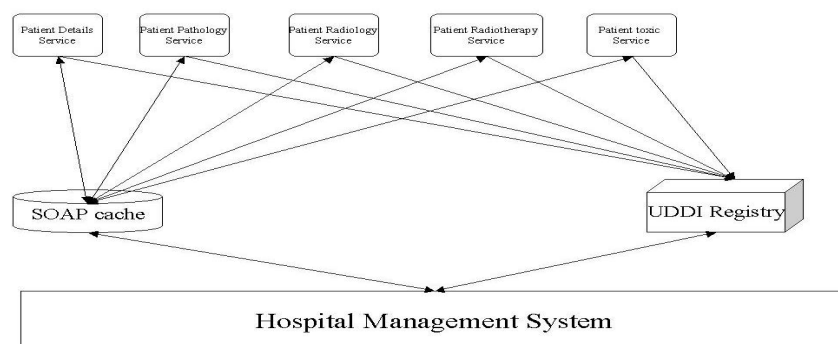 Patient Details
Service
Patient Pathology
Service
Patient Radiology
Service
Patient Radiotherapy
Service
Patient toxic
Service
SOAP cache
UDDI Registry
Hospital Management System